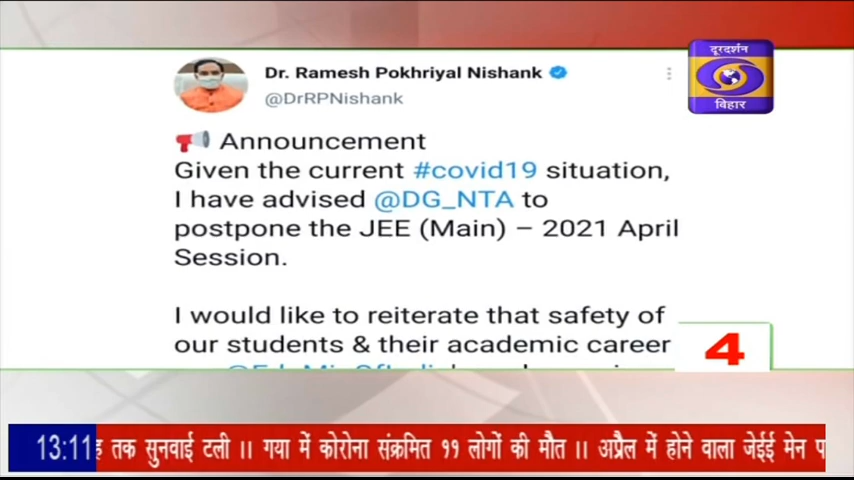 दूरदर्शन
बिहार
Dr. Ramesh Pokhriyal Nishank
@DrRPNishank
Announcement
Given the current #covid19 situation,
I have advised @DG_NTA to
postpone the JEE (Main) – 2021 April
Session.
I would like to reiterate that safety of
our students & their academic career
4
13:11 ह तक सुनवाई टली ।। गया में कोरोना संक्रमित ११ लोगों की मौत ।। अप्रैल में होने वाला जेईई मेन प